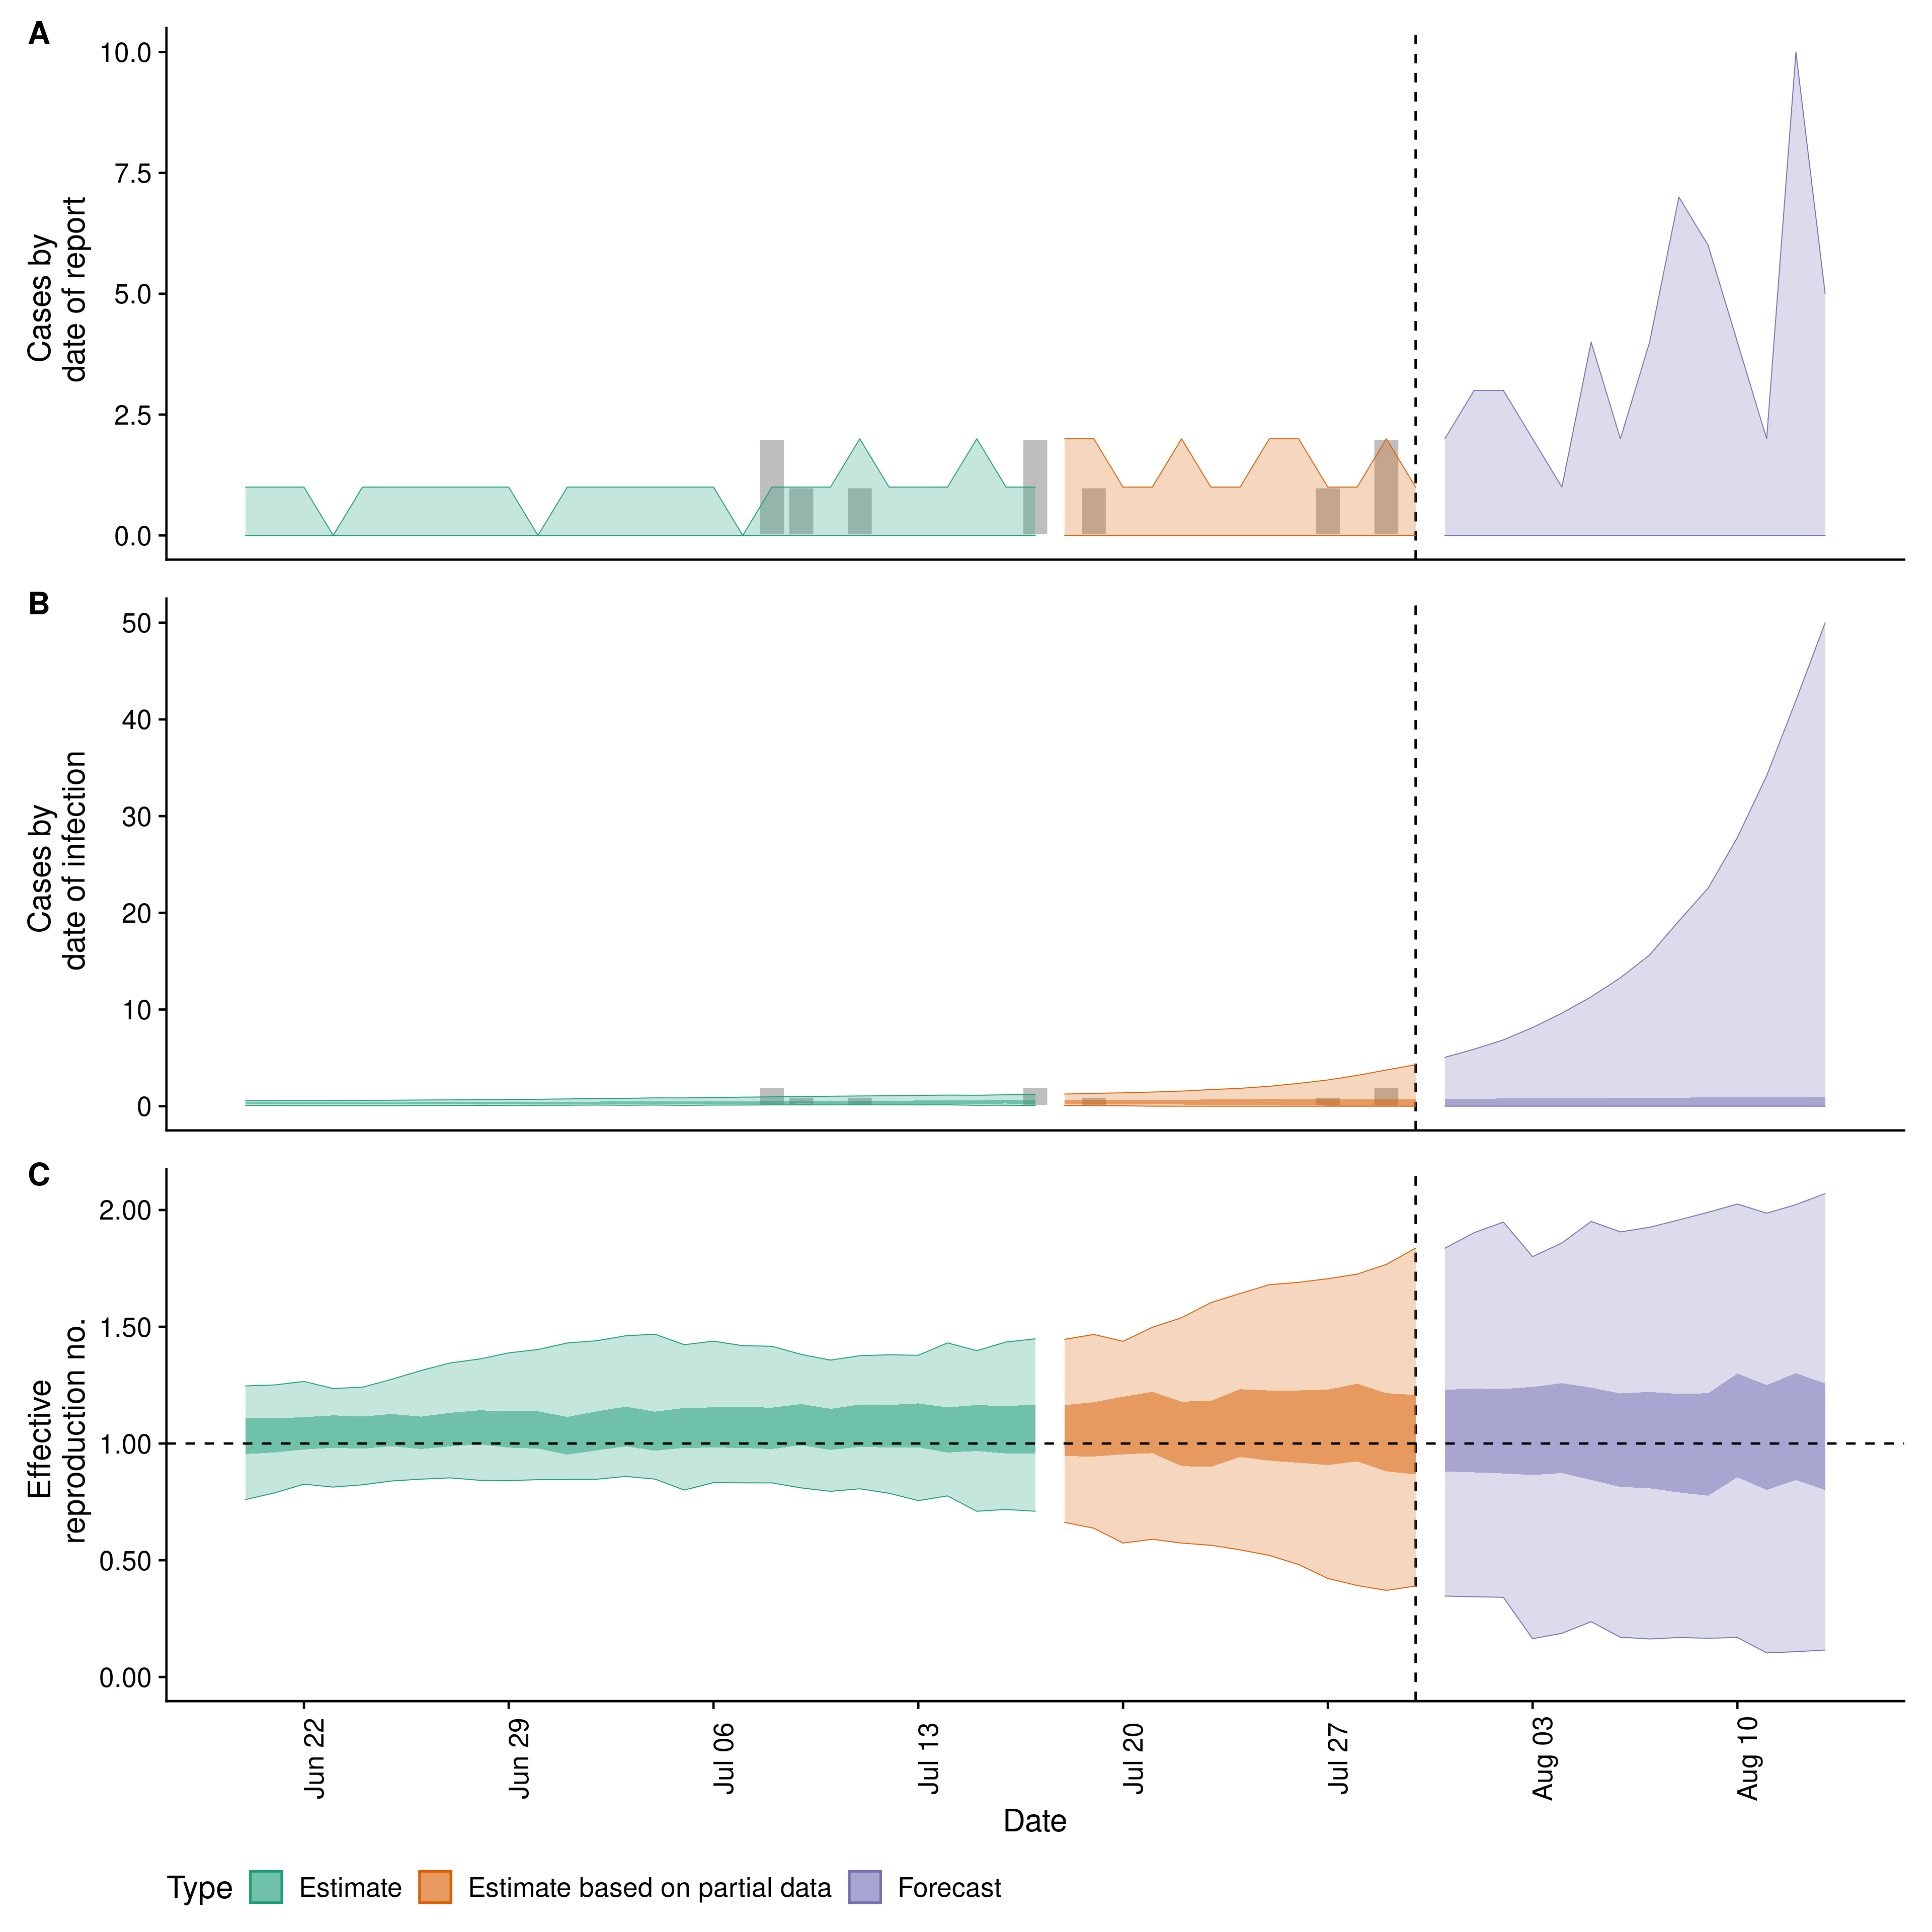 A
10.0
7.5
5.0
2.5
0.0
Cases by
date of report
B
50
40
30
20
10
0
Cases by
date of infection
C
2.00
1.50
1.00
0.50
0.00
Effective
reproduction no.
Jun 22
Jun 29
Jul 06
Jul 13
Jul 20
Jul 27
Aug 03
Aug 10
Date
Type Estimate Estimate based on partial data Forecast